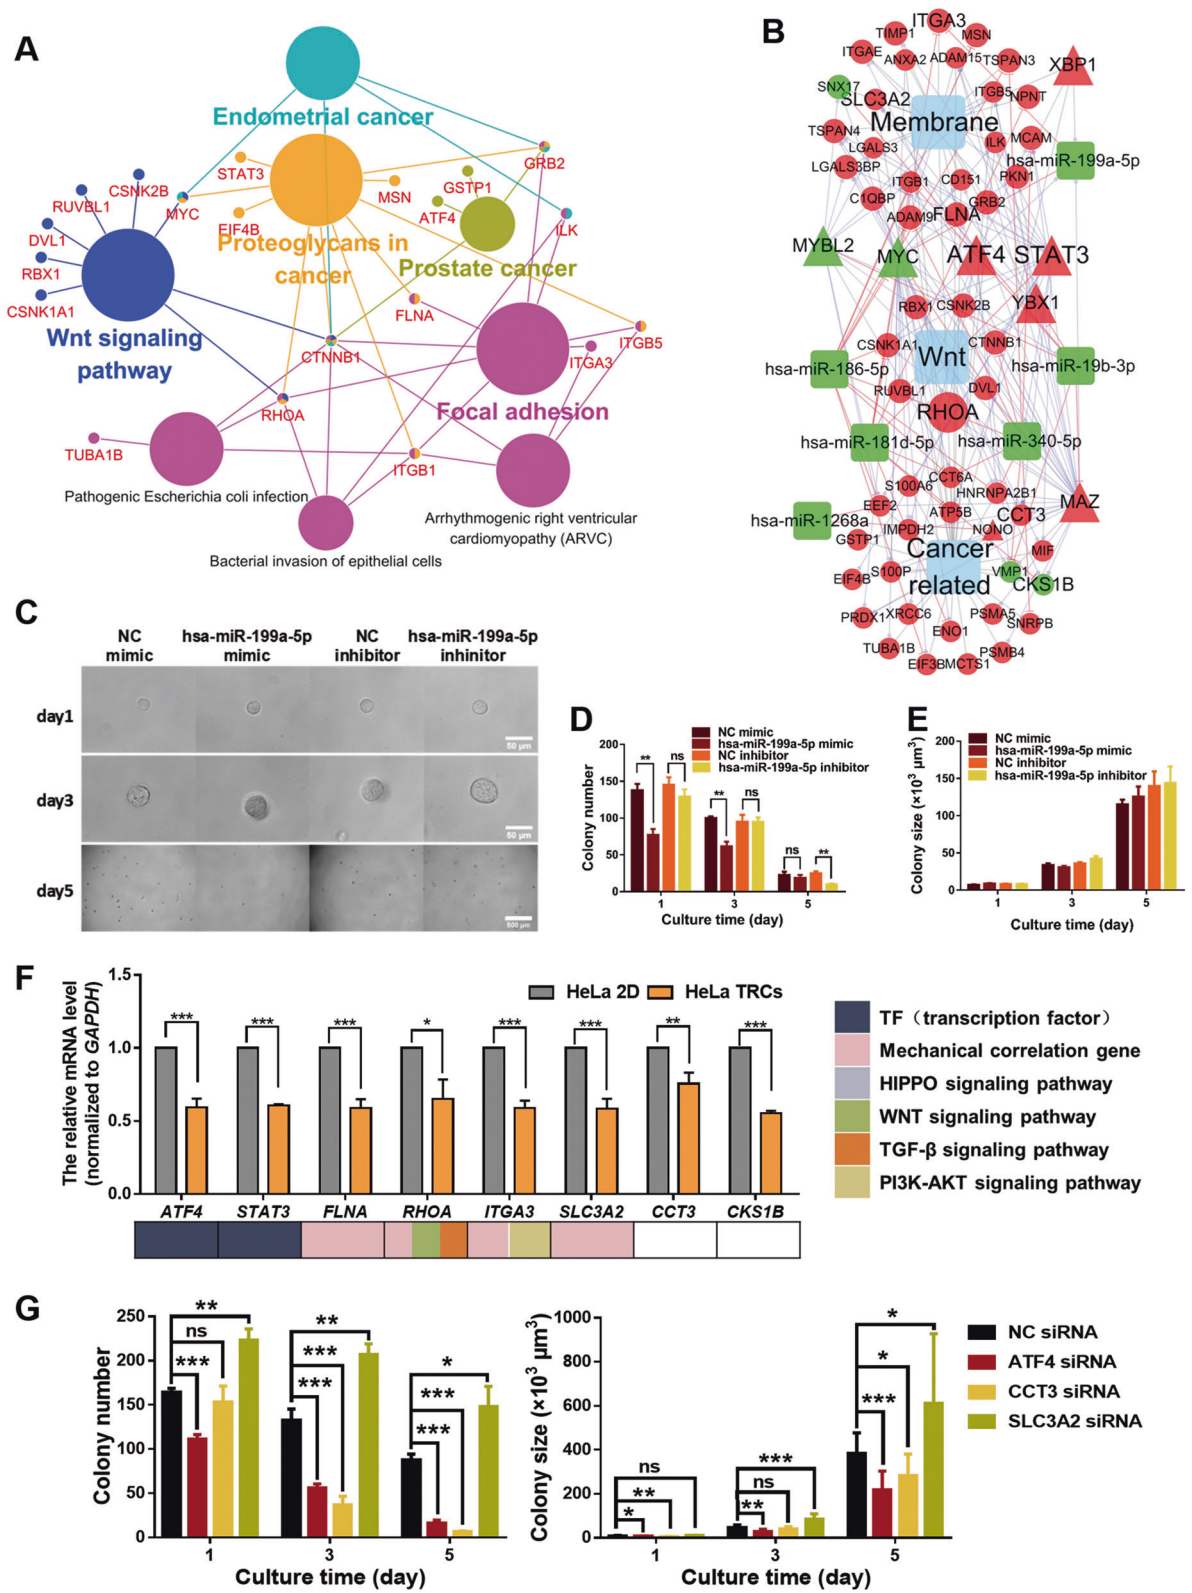 A
Endometrial cancer
STAT3
GRB2
CSNK2B
GSTP1
RUVBL1
MYC
MSN
EIF4B
ATF4
ILK
DVL1
Proteoglycans in
cancer
Prostate cancer
RBX1
CSNK1A1
FLNA
Wnt signaling
pathway
CTNNB1
ITGB5
ITGA3
RHOA
Focal adhesion
TUBA1B
ITGB1
Pathogenic Escherichia coli infection
Arrhythmogenic right ventricular
cardiomyopathy (ARVC)
Bacterial invasion of epithelial cells
B
ITGA3
TIMP1
MSN
ITGAE
ANXA2
ADAM15
TSPAN3
XBP1
SNX17
SLC3A2
ITGB5
NPNT
Membrane
TSPAN4
LGALS3
ILK
MCAM
hsa-miR-199a-5p
LGALS3BP
ITGB1
CD151
PKN1
C1QBP
GRB2
ADAM9
FLNA
MYBL2
MYC
ATF4
STAT3
YBX1
RBX1
CSNK2B
CSNK1A1
Wnt
CTNNB1
hsa-miR-186-5p
hsa-miR-19b-3p
RUVBL1
DVL1
RHOA
hsa-miR-181d-5p
hsa-miR-340-5p
CCT6A
S100A6
HNRNPA2B1
MAZ
EEF2
ATP5B
CCT3
hsa-miR-1268a
IMPDH2
NONO
GSTP1
Cancer
related
MIF
EIF4B
S100P
VMP1
CKS1B
PRDX1
XRCC6
PSMA5
SNRPB
ENO1
TUBA1B
PSMB4
EIF3B
MCTS1
C
NC
mimic
hsa-miR-199a-5p
mimic
NC
inhibitor
hsa-miR-199a-5p
inhinitor
day1
50 µm
day3
50 µm
day5
500 µm
D
NC mimic
hsa-miR-199a-5p mimic
NC inhibitor
hsa-miR-199a-5p inhibitor
Colony number
200
150
100
50
0
** ns
** ns
ns **
1 3 5
Culture time (day)
E
NC mimic
hsa-miR-199a-5p mimic
NC inhibitor
hsa-miR-199a-5p inhibitor
Colony size (×10³ µm³)
200
150
100
50
0
1 3 5
Culture time (day)
F
The relative mRNA level
(normalized to GAPDH)
1.5
1.0
0.5
0.0
HeLa 2D HeLa TRCs
*** *** *** * *** *** ** ***
ATF4 STAT3 FLNA RHOA ITGA3 SLC3A2 CCT3 CKS1B
TF（transcription factor）
Mechanical correlation gene
HIPPO signaling pathway
WNT signaling pathway
TGF-β signaling pathway
PI3K-AKT signaling pathway
G
Colony number
250
200
150
100
50
0
**
ns
***
**
***
***
*
***
***
1 3 5
Culture time (day)
Colony size (×10³ µm³)
1000
800
600
400
200
0
ns
**
*
***
ns
**
*
*
***
1 3 5
Culture time (day)
NC siRNA
ATF4 siRNA
CCT3 siRNA
SLC3A2 siRNA